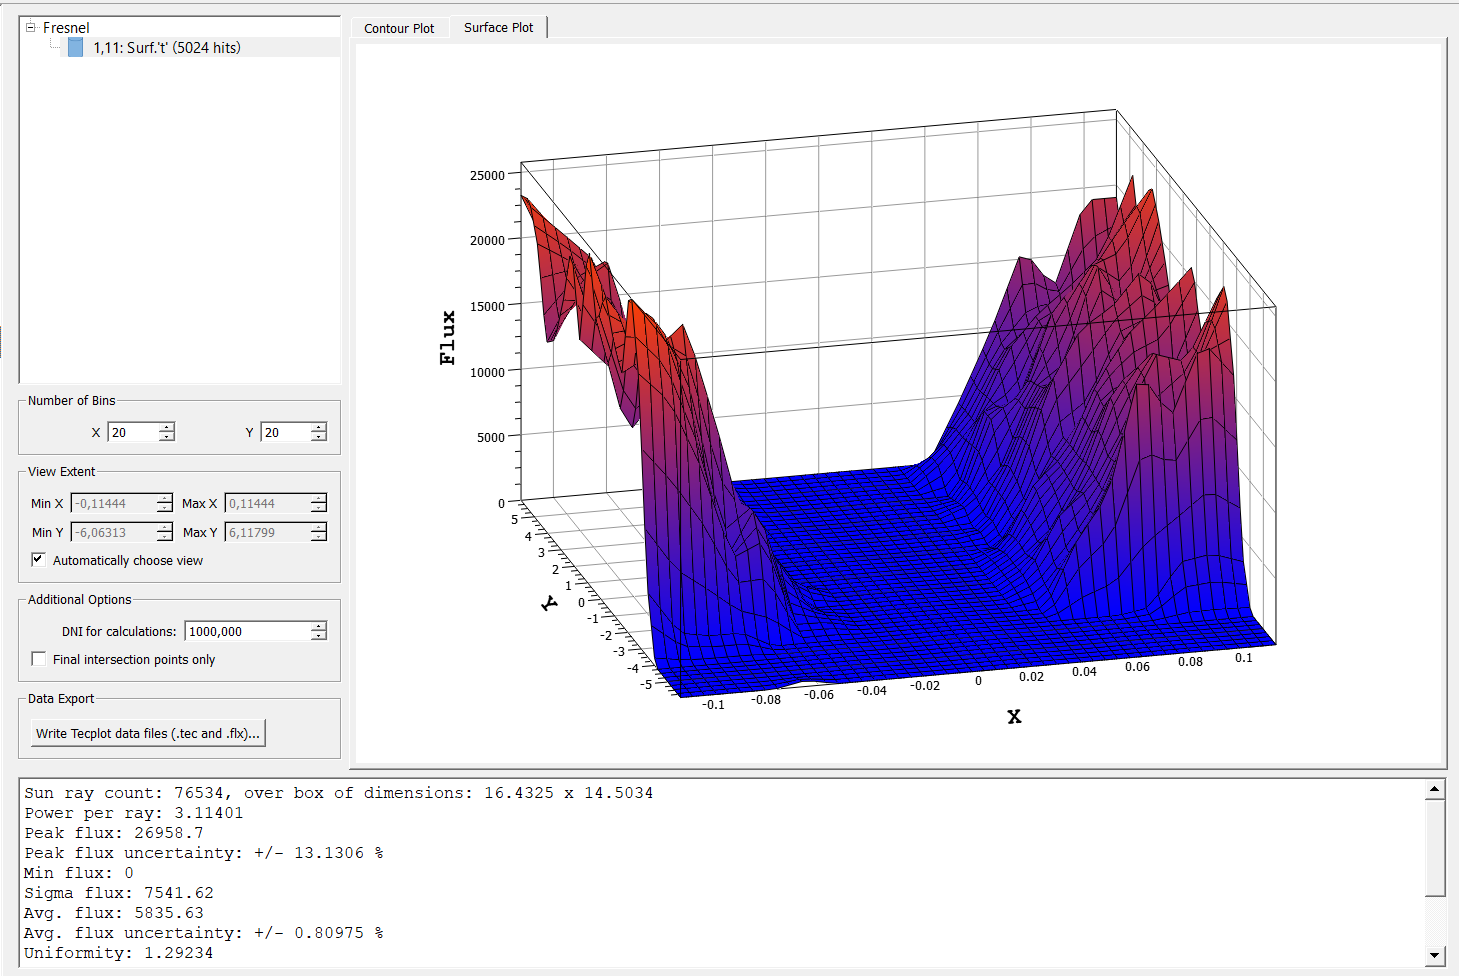 Fresnel
1,11: Surf.'t' (5024 hits)
Number of Bins
X 20 Y 20
View Extent
Min X -0,11444 Max X 0,11444
Min Y -6,06313 Max Y 6,11799
Automatically choose view
Additional Options
DNI for calculations: 1000,000
Final intersection points only
Data Export
Write Tecplot data files (.tec and .flx)...
Contour Plot Surface Plot
25000
20000
15000
10000
5000
0
Flux
5
4
3
2
1
0
-1
-2
-3
-4
-5
Y
-0.1 -0.08 -0.06 -0.04 -0.02 0 0.02 0.04 0.06 0.08 0.1
X
Sun ray count: 76534, over box of dimensions: 16.4325 x 14.5034
Power per ray: 3.11401
Peak flux: 26958.7
Peak flux uncertainty: +/- 13.1306 %
Min flux: 0
Sigma flux: 7541.62
Avg. flux: 5835.63
Avg. flux uncertainty: +/- 0.80975 %
Uniformity: 1.29234